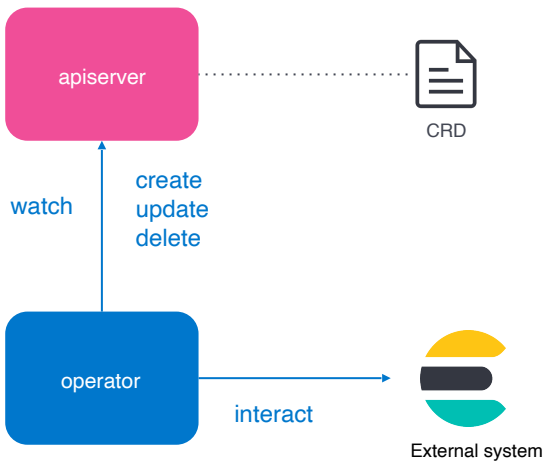 apiserver
CRD
watch
create
update
delete
operator
interact
External system